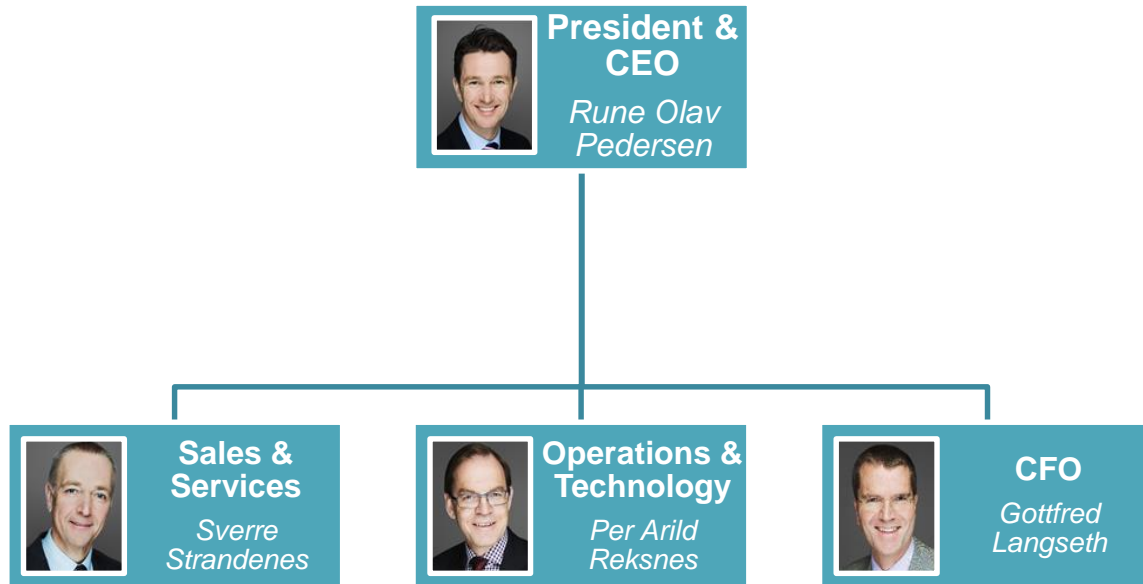 President &
CEO
Rune Olav
Pedersen
Sales &
Services
Sverre
Strandenes
Operations &
Technology
Per Arild
Reksnes
CFO
Gottfred
Langseth